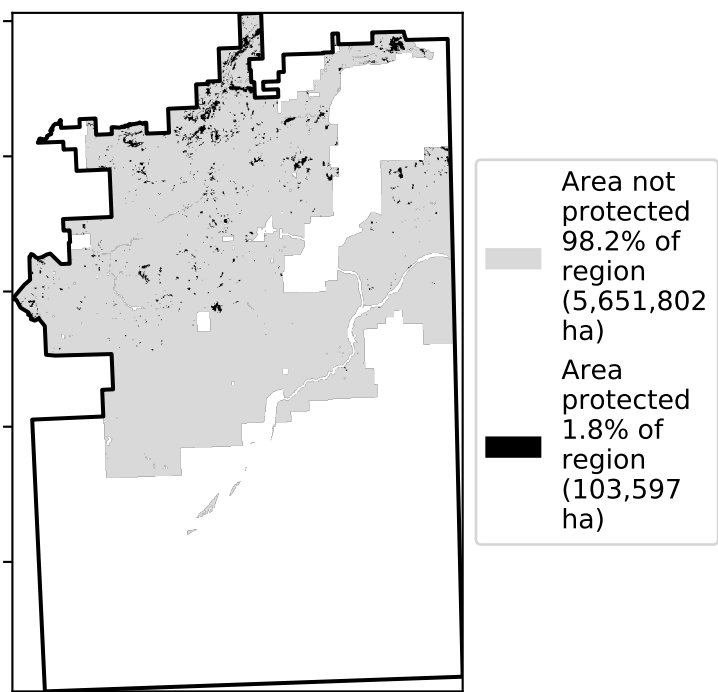 Area not
protected
98.2% of
region
(5,651,802
ha)
Area
protected
1.8% of
region
(103,597
ha)